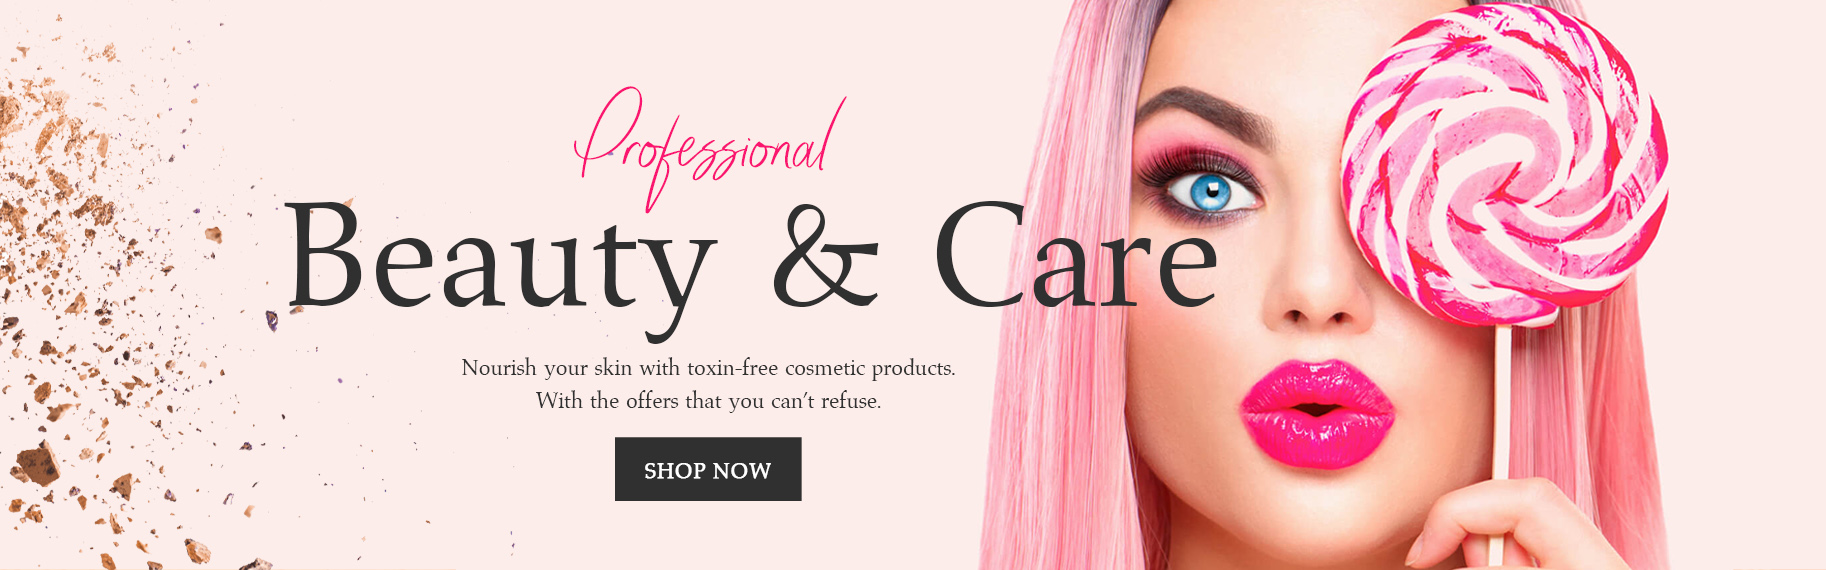 Professional
Beauty & Care
Nourish your skin with toxin-free cosmetic products.
With the offers that you can’t refuse.
SHOP NOW